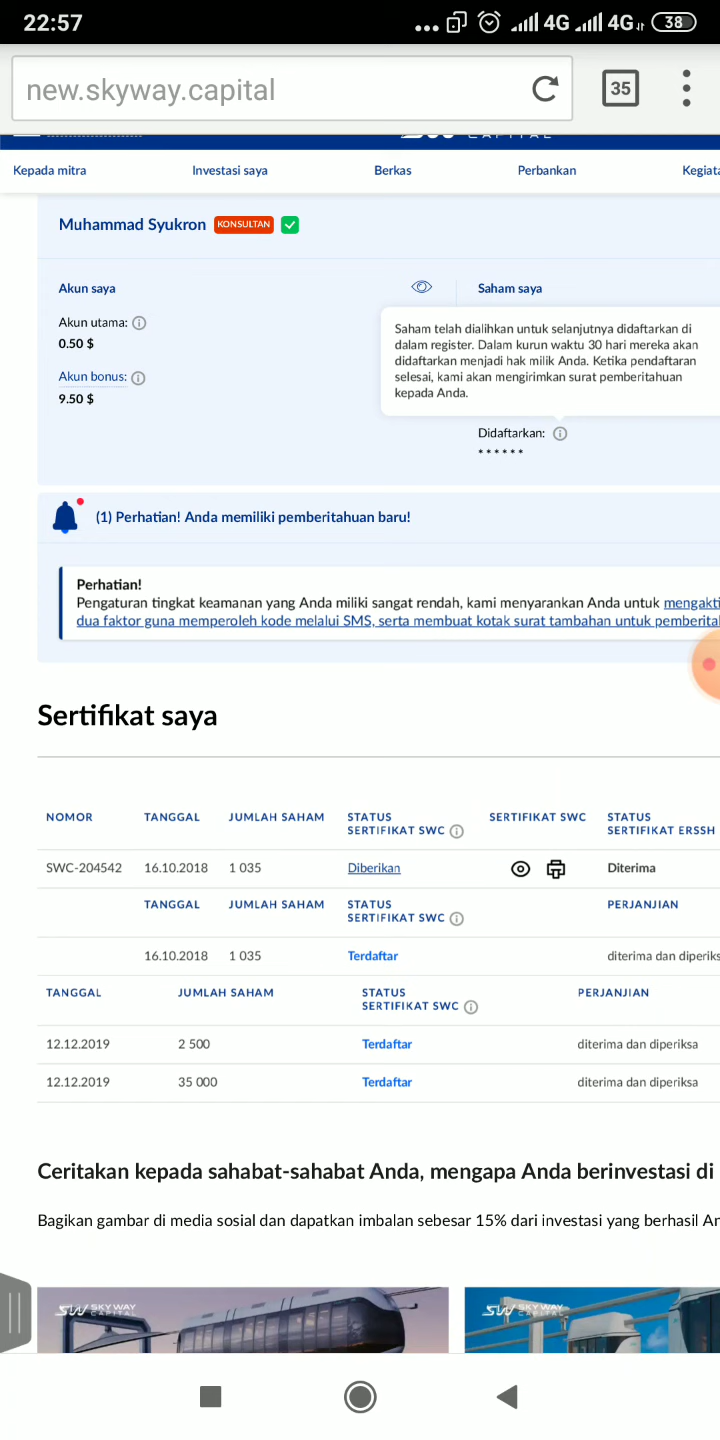 22:57
4G 4G 38
new.skyway.capital
35
CAPITAL
Kepada mitra Investasi saya Berkas Perbankan Kegiata
Muhammad Syukron KONSULTAN
Akun saya
Saham saya
Akun utama:
0.50 $
Akun bonus:
9.50 $
Saham telah dialihkan untuk selanjutnya didaftarkan di
dalam register. Dalam kurun waktu 30 hari mereka akan
didaftarkan menjadi hak milik Anda. Ketika pendaftaran
selesai, kami akan mengirimkan surat pemberitahuan
kepada Anda.
Didaftarkan:
******
(1) Perhatian! Anda memiliki pemberitahuan baru!
Perhatian!
Pengaturan tingkat keamanan yang Anda miliki sangat rendah, kami menyarankan Anda untuk mengakti
dua faktor guna memperoleh kode melalui SMS, serta membuat kotak surat tambahan untuk pemberita
Sertifikat saya
NOMOR TANGGAL JUMLAH SAHAM STATUS SERTIFIKAT SWC SERTIFIKAT SWC STATUS SERTIFIKAT ERSSH
SWC-204542 16.10.2018 1 035 Diberikan Diterima
TANGGAL JUMLAH SAHAM STATUS SERTIFIKAT SWC PERJANJIAN
16.10.2018 1 035 Terdaftar diterima dan diperiks
TANGGAL JUMLAH SAHAM STATUS SERTIFIKAT SWC PERJANJIAN
12.12.2019 2 500 Terdaftar diterima dan diperiksa
12.12.2019 35 000 Terdaftar diterima dan diperiksa
Ceritakan kepada sahabat-sahabat Anda, mengapa Anda berinvestasi di
Bagikan gambar di media sosial dan dapatkan imbalan sebesar 15% dari investasi yang berhasil An
SW SKY WAY CAPITAL
SW SKY WAY CAPITAL